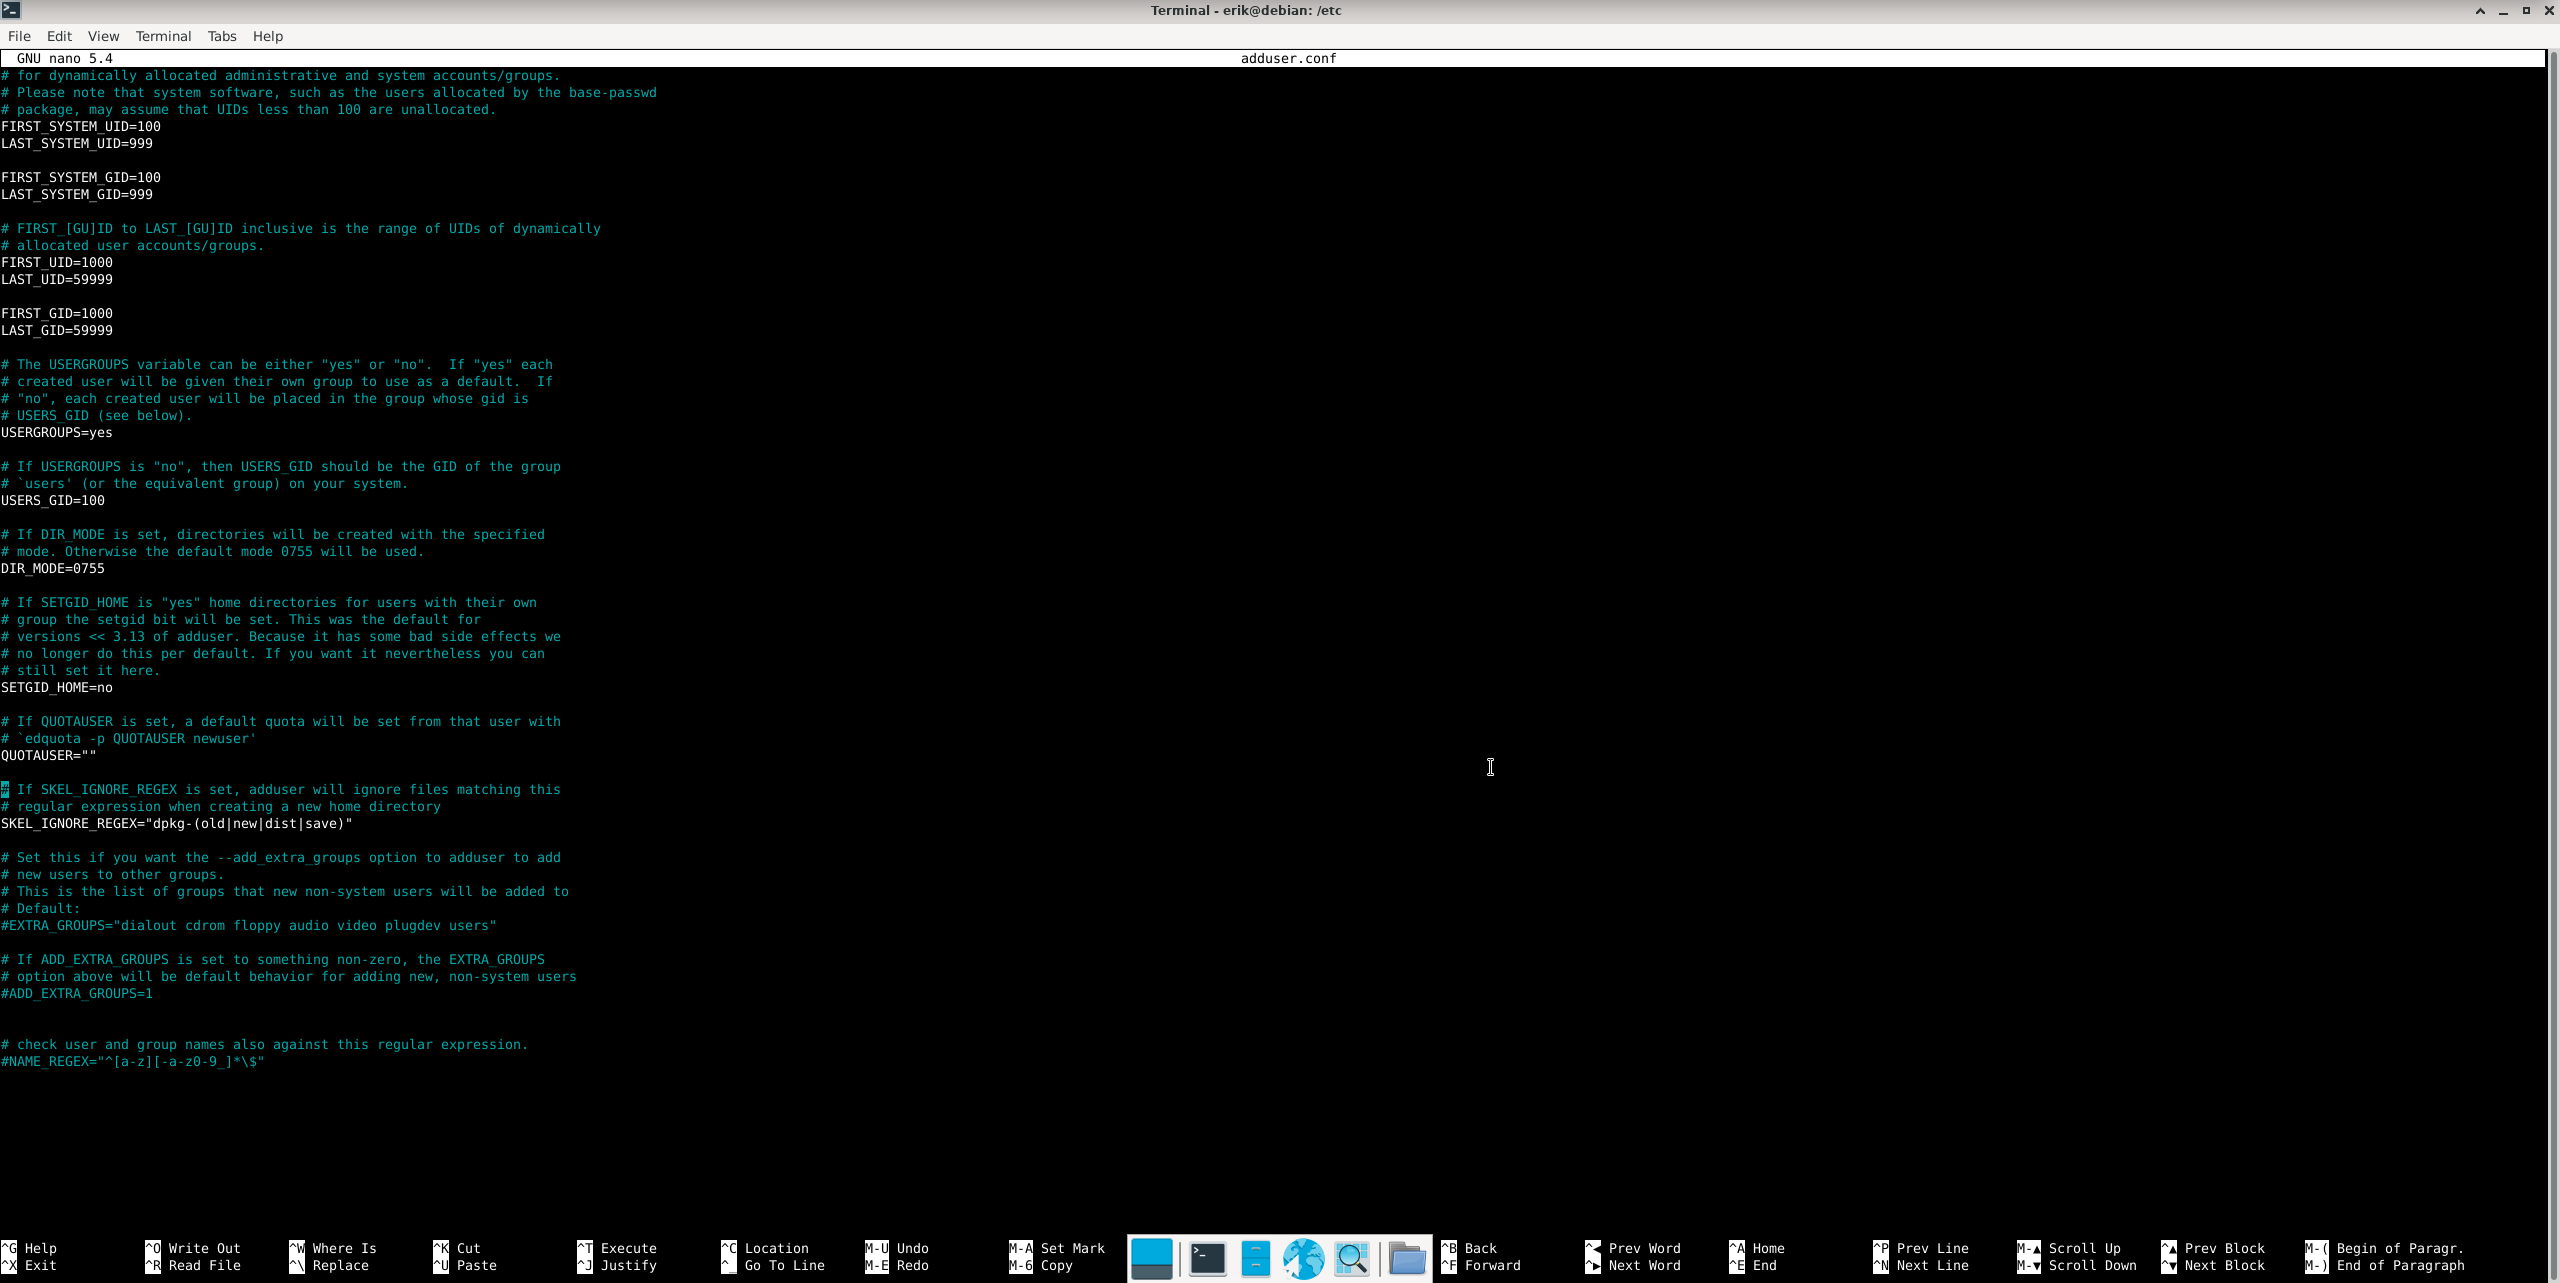 Terminal - erik@debian: /etc
File Edit View Terminal Tabs Help
GNU nano 5.4 adduser.conf
# for dynamically allocated administrative and system accounts/groups.
# Please note that system software, such as the users allocated by the base-passwd
# package, may assume that UIDs less than 100 are unallocated.
FIRST_SYSTEM_UID=100
LAST_SYSTEM_UID=999
FIRST_SYSTEM_GID=100
LAST_SYSTEM_GID=999
# FIRST_[GU]ID to LAST_[GU]ID inclusive is the range of UIDs of dynamically
# allocated user accounts/groups.
FIRST_UID=1000
LAST_UID=59999
FIRST_GID=1000
LAST_GID=59999
# The USERGROUPS variable can be either "yes" or "no".  If "yes" each
# created user will be given their own group to use as a default.  If
# "no", each created user will be placed in the group whose gid is
# USERS_GID (see below).
USERGROUPS=yes
# If USERGROUPS is "no", then USERS_GID should be the GID of the group
# `users' (or the equivalent group) on your system.
USERS_GID=100
# If DIR_MODE is set, directories will be created with the specified
# mode. Otherwise the default mode 0755 will be used.
DIR_MODE=0755
# If SETGID_HOME is "yes" home directories for users with their own
# group the setgid bit will be set. This was the default for
# versions << 3.13 of adduser. Because it has some bad side effects we
# no longer do this per default. If you want it nevertheless you can
# still set it here.
SETGID_HOME=no
# If QUOTAUSER is set, a default quota will be set from that user with
# `edquota -p QUOTAUSER newuser'
QUOTAUSER=""
# If SKEL_IGNORE_REGEX is set, adduser will ignore files matching this
# regular expression when creating a new home directory
SKEL_IGNORE_REGEX="dpkg-(old|new|dist|save)"
# Set this if you want the --add_extra_groups option to adduser to add
# new users to other groups.
# This is the list of groups that new non-system users will be added to
# Default:
#EXTRA_GROUPS="dialout cdrom floppy audio video plugdev users"
# If ADD_EXTRA_GROUPS is set to something non-zero, the EXTRA_GROUPS
# option above will be default behavior for adding new, non-system users
#ADD_EXTRA_GROUPS=1
# check user and group names also against this regular expression.
#NAME_REGEX="^[a-z][-a-z0-9_]*\$"
^G Help ^O Write Out ^W Where Is ^K Cut ^T Execute ^C Location M-U Undo M-A Set Mark ^B Back ^◂ Prev Word ^A Home ^P Prev Line M-▴ Scroll Up ^▴ Prev Block M-( Begin of Paragr.
^X Exit ^R Read File ^\ Replace ^U Paste ^J Justify ^_ Go To Line M-E Redo M-6 Copy ^F Forward ^▸ Next Word ^E End ^N Next Line M-▾ Scroll Down ^▾ Next Block M-) End of Paragraph